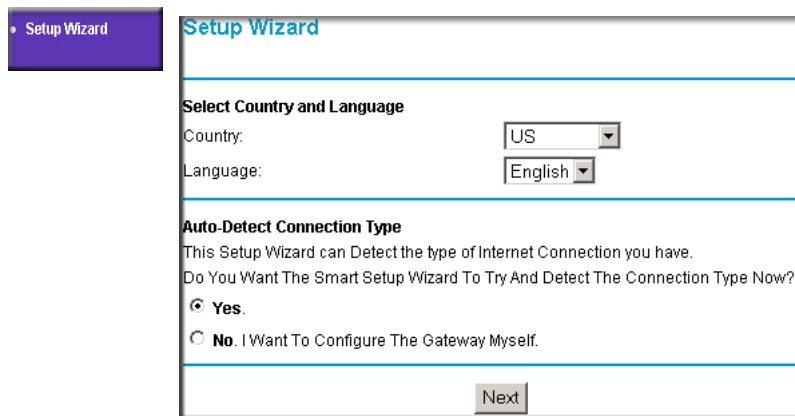 Setup Wizard
Setup Wizard
Select Country and Language
Country: US
Language: English
Auto-Detect Connection Type
This Setup Wizard can Detect the type of Internet Connection you have.
Do You Want The Smart Setup Wizard To Try And Detect The Connection Type Now?
Yes.
No. I Want To Configure The Gateway Myself.
Next